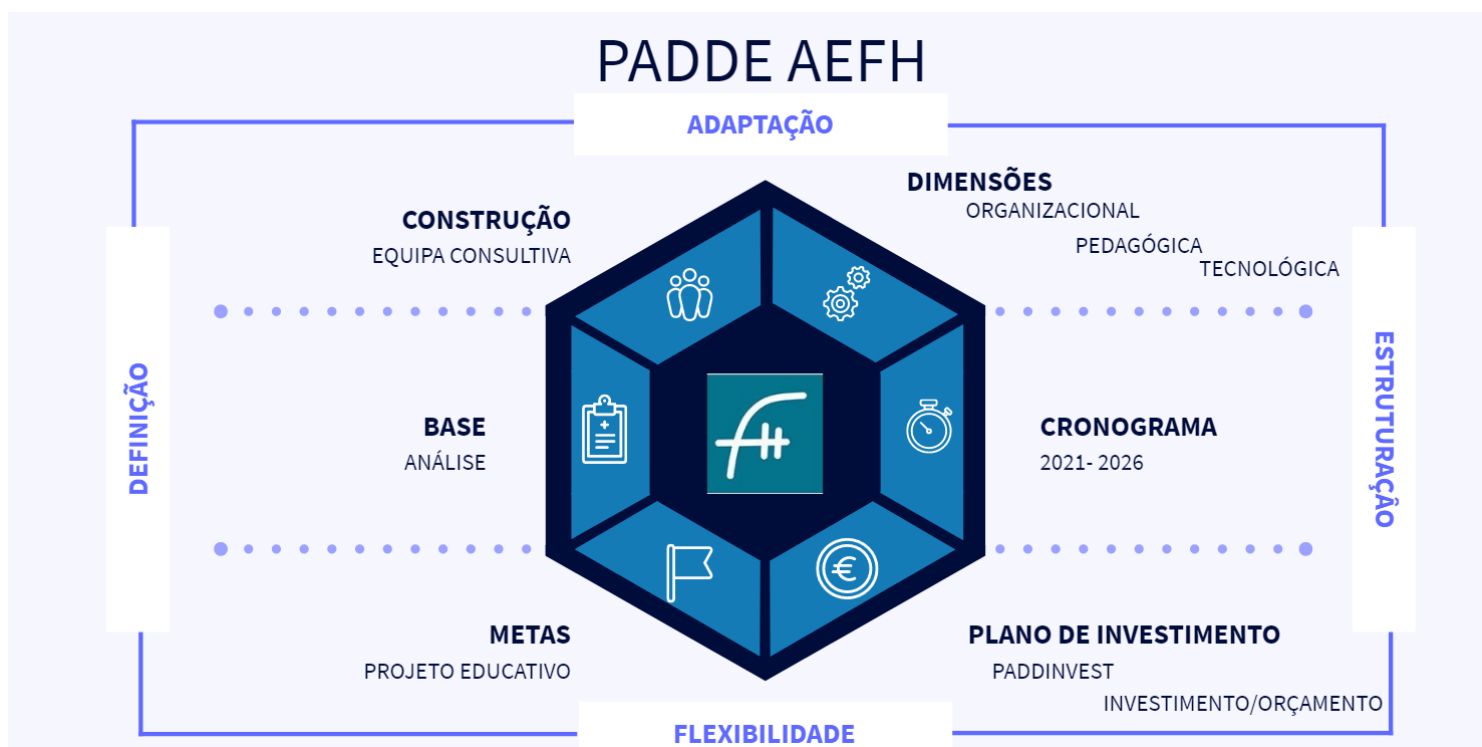 PADDE AEFH
ADAPTAÇÃO
CONSTRUÇÃO
EQUIPA CONSULTIVA
DIMENSÕES
ORGANIZACIONAL
PEDAGÓGICA
TECNOLÓGICA
DEFINIÇÃO
BASE
ANÁLISE
CRONOGRAMA
2021- 2026
ESTRUTURAÇÃO
METAS
PROJETO EDUCATIVO
PLANO DE INVESTIMENTO
PADDINVEST
INVESTIMENTO/ORÇAMENTO
FLEXIBILIDADE